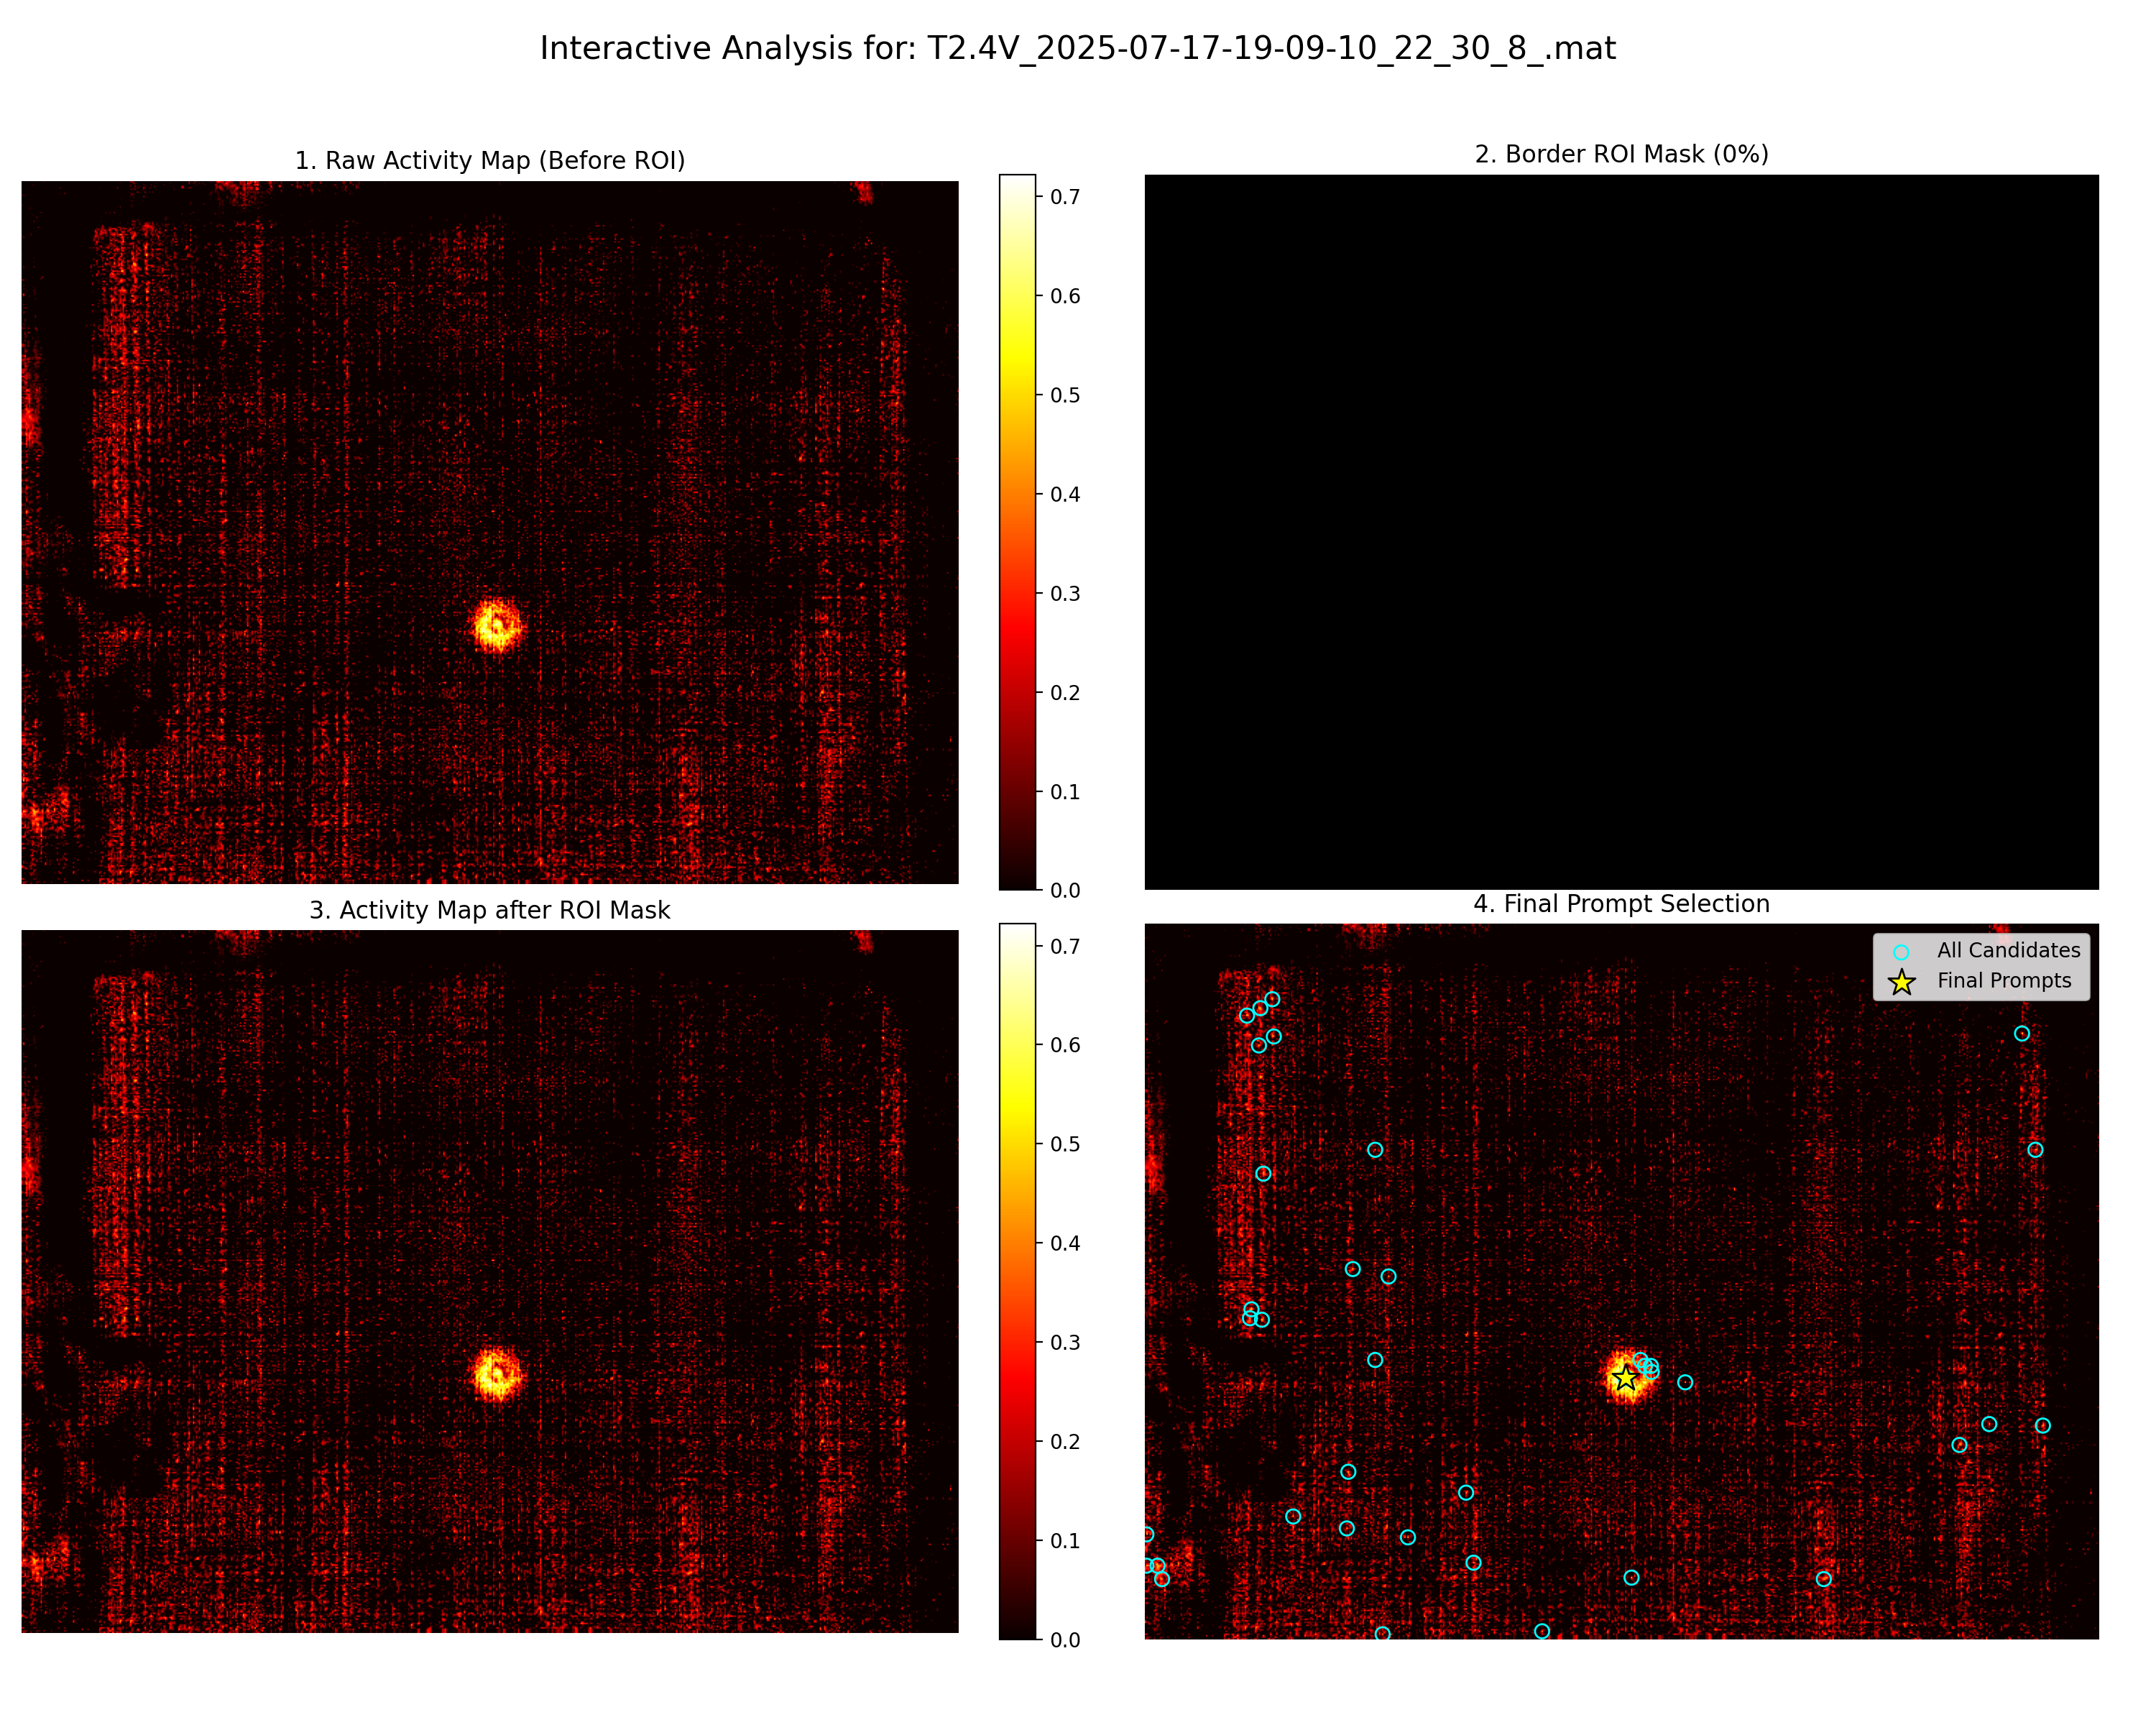 Interactive Analysis for: T2.4V_2025-07-17-19-09-10_22_30_8_.mat
1. Raw Activity Map (Before ROI)
0.7
0.6
0.5
0.4
0.3
0.2
0.1
0.0
2. Border ROI Mask (0%)
3. Activity Map after ROI Mask
0.7
0.6
0.5
0.4
0.3
0.2
0.1
0.0
4. Final Prompt Selection
All Candidates
Final Prompts